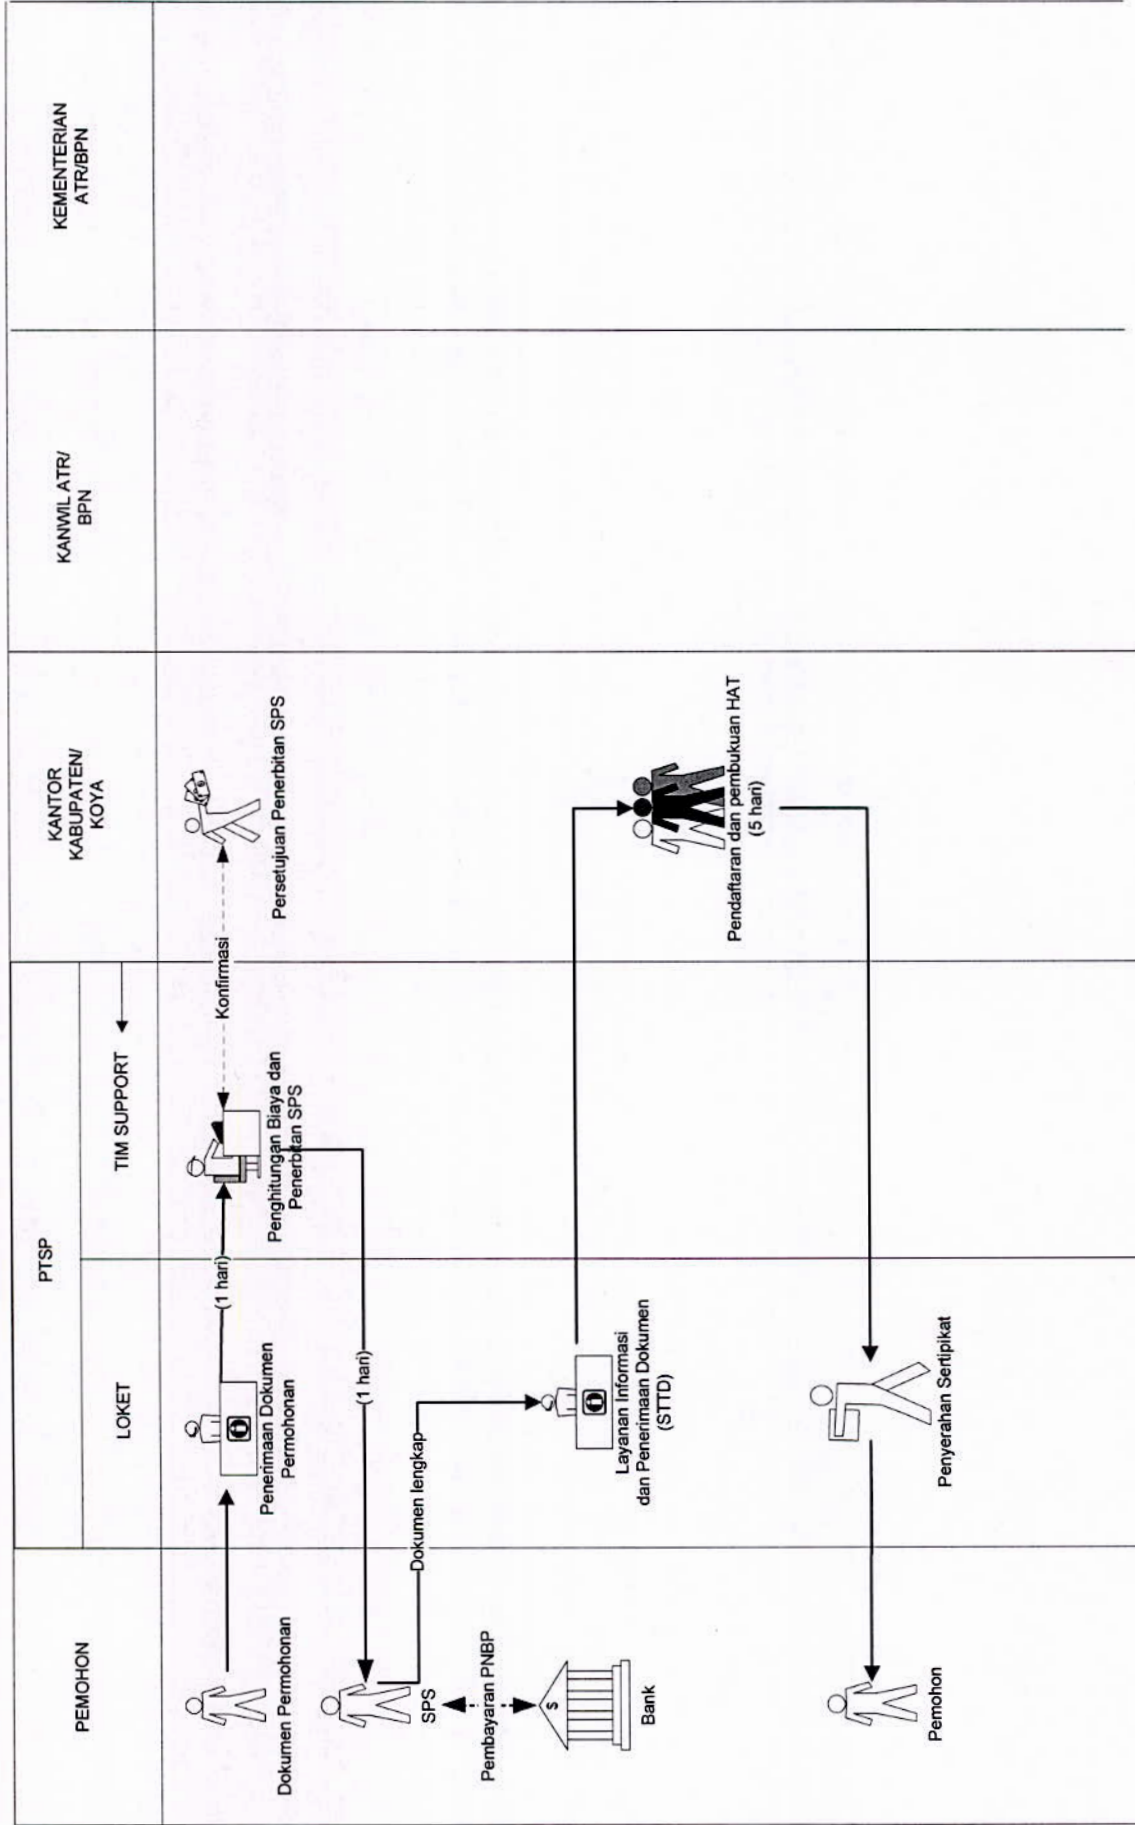 PEMOHON
PTSP
LOKET
TIM SUPPORT
KANTOR
KABUPATEN/
KOYA
KANWIL ATR/
BPN
KEMENTERIAN
ATR/BPN
Dokumen Permohonan
Penerimaan Dokumen
Permohonan
(1 hari)
Penghitungan Biaya dan
Penerbitan SPS
Konfirmasi
Persetujuan Penerbitan SPS
(1 hari)
SPS
Pembayaran PNBP
$
Bank
Dokumen lengkap
Layanan Informasi
dan Penerimaan Dokumen
(STTD)
Pendaftaran dan pembukuan HAT
(5 hari)
Penyerahan Sertipikat
Pemohon